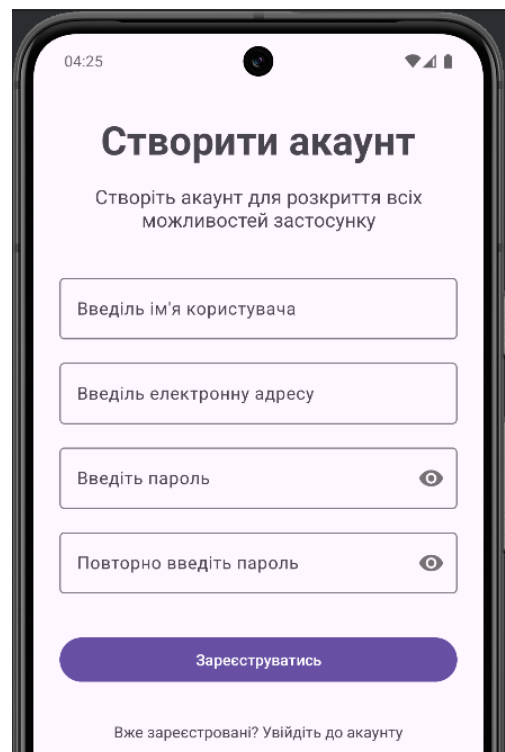 04:25
Створити акаунт
Створіть акаунт для розкриття всіх
можливостей застосунку
Введіль ім'я користувача
Введіль електронну адресу
Введіть пароль
Повторно введіть пароль
Зареєструватись
Вже зареєстровані? Увійдіть до акаунту